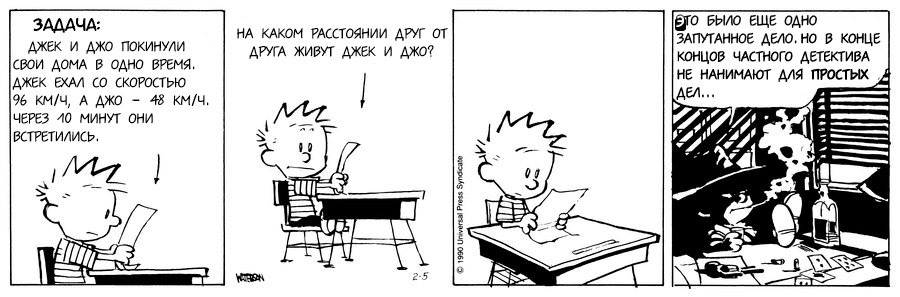 ЗАДАЧА:
ДЖЕК И ДЖО ПОКИНУЛИ
СВОИ ДОМА В ОДНО ВРЕМЯ.
ДЖЕК ЕХАЛ СО СКОРОСТЬЮ
96 КМ/Ч, А ДЖО – 48 КМ/Ч.
ЧЕРЕЗ 10 МИНУТ ОНИ
ВСТРЕТИЛИСЬ.
НА КАКОМ РАССТОЯНИИ ДРУГ ОТ
ДРУГА ЖИВУТ ДЖЕК И ДЖО?
WATTERSON
2-5
© 1990 Universal Press Syndicate
ЭТО БЫЛО ЕЩЕ ОДНО
ЗАПУТАННОЕ ДЕЛО. НО В КОНЦЕ
КОНЦОВ ЧАСТНОГО ДЕТЕКТИВА
НЕ НАНИМАЮТ ДЛЯ ПРОСТЫХ
ДЕЛ...